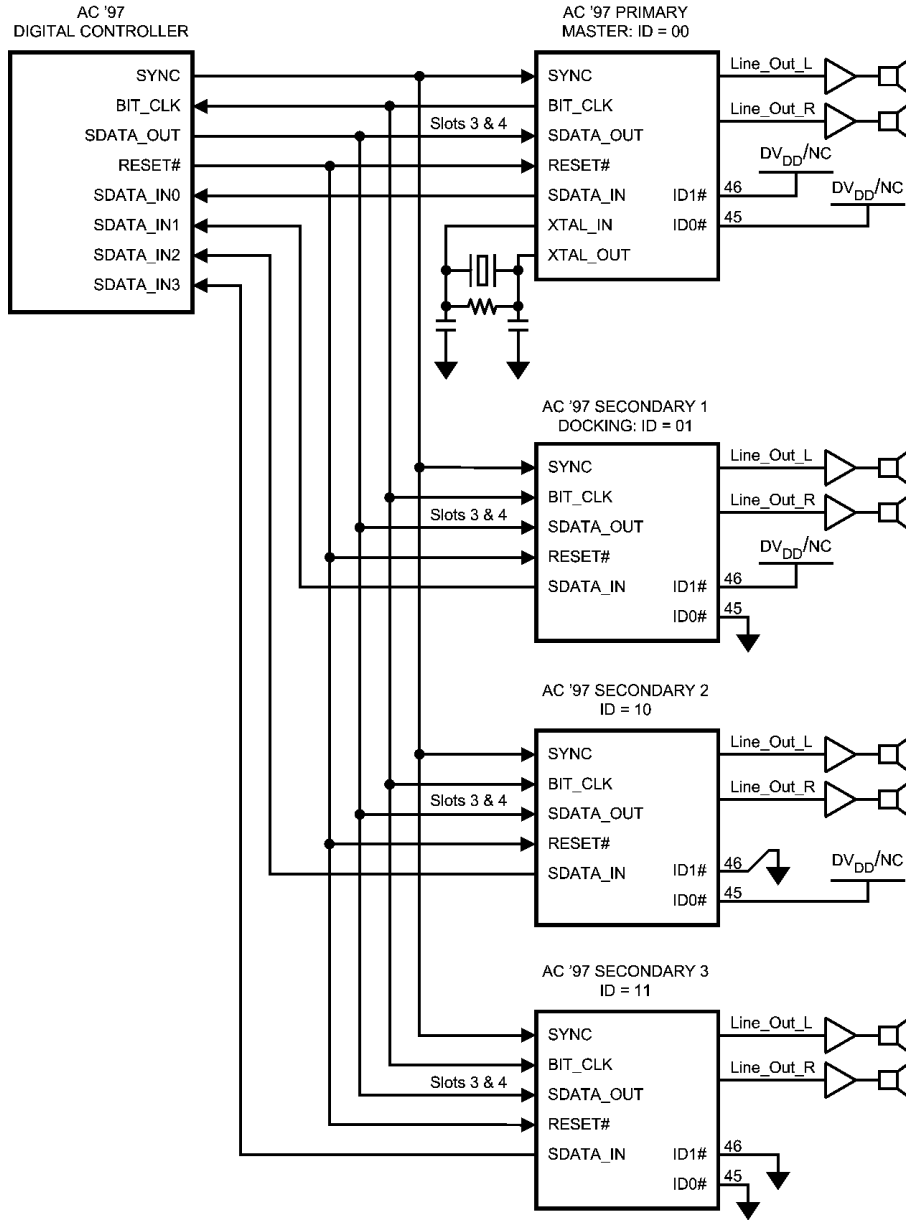 AC '97
DIGITAL CONTROLLER
SYNC
BIT_CLK
SDATA_OUT
RESET#
SDATA_IN0
SDATA_IN1
SDATA_IN2
SDATA_IN3
AC '97 PRIMARY
MASTER: ID = 00
SYNC
BIT_CLK
Slots 3 & 4
SDATA_OUT
RESET#
SDATA_IN
XTAL_IN
XTAL_OUT
ID1#
46
ID0#
45
Line_Out_L
Line_Out_R
DVDD/NC
DVDD/NC
AC '97 SECONDARY 1
DOCKING: ID = 01
SYNC
BIT_CLK
Slots 3 & 4
SDATA_OUT
RESET#
SDATA_IN
ID1#
46
ID0#
45
Line_Out_L
Line_Out_R
DVDD/NC
AC '97 SECONDARY 2
ID = 10
SYNC
BIT_CLK
Slots 3 & 4
SDATA_OUT
RESET#
SDATA_IN
ID1#
46
ID0#
45
Line_Out_L
Line_Out_R
DVDD/NC
AC '97 SECONDARY 3
ID = 11
SYNC
BIT_CLK
Slots 3 & 4
SDATA_OUT
RESET#
SDATA_IN
ID1#
46
ID0#
45
Line_Out_L
Line_Out_R